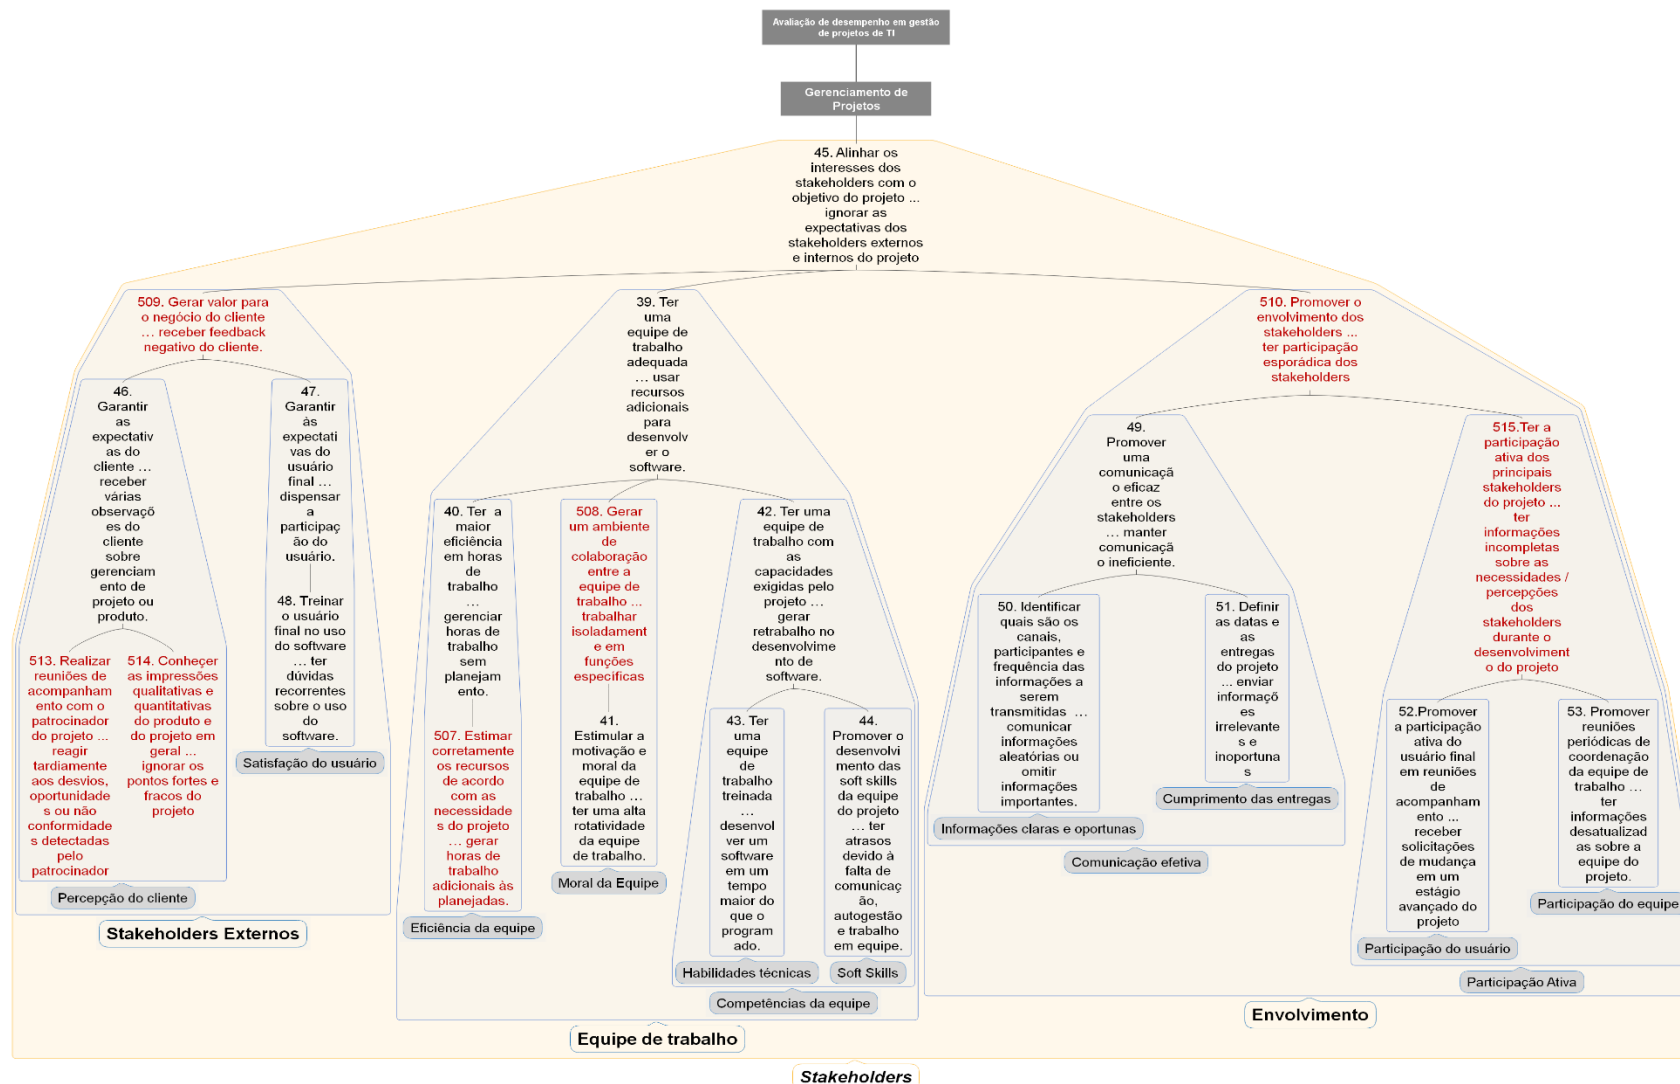 Avaliação de desempenho em gestão
de projetos de TI
Gerenciamento de
Projetos
45. Alinhar os
interesses dos
stakeholders com o
objetivo do projeto ...
ignorar as
expectativas dos
stakeholders externos
e internos do projeto
509. Gerar valor para
o negócio do cliente
… receber feedback
negativo do cliente.
46.
Garantir
as
expectativ
as do
cliente …
receber
várias
observaçõ
es do
cliente
sobre
gerenciam
ento de
projeto ou
produto.
513. Realizar
reuniões de
acompanham
ento com o
patrocinador
do projeto ...
reagir
tardiamente
aos desvios,
oportunidade
s ou não
conformidade
s detectadas
pelo
patrocinador
514. Conheçer
as impressões
qualitativas e
quantitativas
do produto e
do projeto em
geral ...
ignorar os
pontos fortes e
fracos do
projeto
Percepção do cliente
47.
Garantir
às
expectati
vas do
usuário
final …
dispensar
a
participaç
ão do
usuário.
48. Treinar
o usuário
final no uso
do software
… ter
dúvidas
recorrentes
sobre o uso
do
software.
Satisfação do usuário
Stakeholders Externos
39. Ter
uma
equipe de
trabalho
adequada
… usar
recursos
adicionais
para
desenvolv
er o
software.
40. Ter a
maior
eficiência
em horas
de
trabalho
…
gerenciar
horas de
trabalho
sem
planejam
ento.
507. Estimar
corretamente
os recursos
de acordo
com as
necessidade
s do projeto
… gerar
horas de
trabalho
adicionais às
planejadas.
Eficiência da equipe
508. Gerar
um ambiente
de
colaboração
entre a
equipe de
trabalho ...
trabalhar
isoladament
e em
funções
específicas
41.
Estimular a
motivação e
moral da
equipe de
trabalho …
ter uma alta
rotatividade
da equipe
de trabalho.
Moral da Equipe
42. Ter uma
equipe de
trabalho com
as
capacidades
exigidas pelo
projeto …
gerar
retrabalho no
desenvolvime
nto de
software.
43. Ter
uma
equipe
de
trabalho
treinada
…
desenvol
ver um
software
em um
tempo
maior do
que o
program
ado.
Habilidades técnicas
44.
Promover o
desenvolvi
mento das
soft skills
da equipe
do projeto
… ter
atrasos
devido à
falta de
comunicaç
ão,
autogestão
e trabalho
em equipe.
Soft Skills
Competências da equipe
Equipe de trabalho
510. Promover o
envolvimento dos
stakeholders ...
ter participação
esporádica dos
stakeholders
49.
Promover
uma
comunicaçã
o eficaz
entre os
stakeholders
… manter
comunicaçã
o ineficiente.
50. Identificar
quais são os
canais,
participantes e
frequência das
informações a
serem
transmitidas …
comunicar
informações
aleatórias ou
omitir
informações
importantes.
Informações claras e oportunas
51. Definir
as datas e
as
entregas
do projeto
… enviar
informaçõ
es
irrelevante
s e
inoportuna
s
Cumprimento das entregas
Comunicação efetiva
515.Ter a
participação
ativa dos
principais
stakeholders
do projeto ...
ter
informações
incompletas
sobre as
necessidades /
percepções
dos
stakeholders
durante o
desenvolviment
o do projeto
52.Promover
a participação
ativa do
usuário final
em reuniões
de
acompanham
ento ...
receber
solicitações
de mudança
em um
estágio
avançado do
projeto
Participação do usuário
53. Promover
reuniões
periódicas de
coordenação
da equipe de
trabalho …
ter
informações
desatualizad
as sobre a
equipe do
projeto.
Participação do equipe
Participação Ativa
Envolvimento
Stakeholders